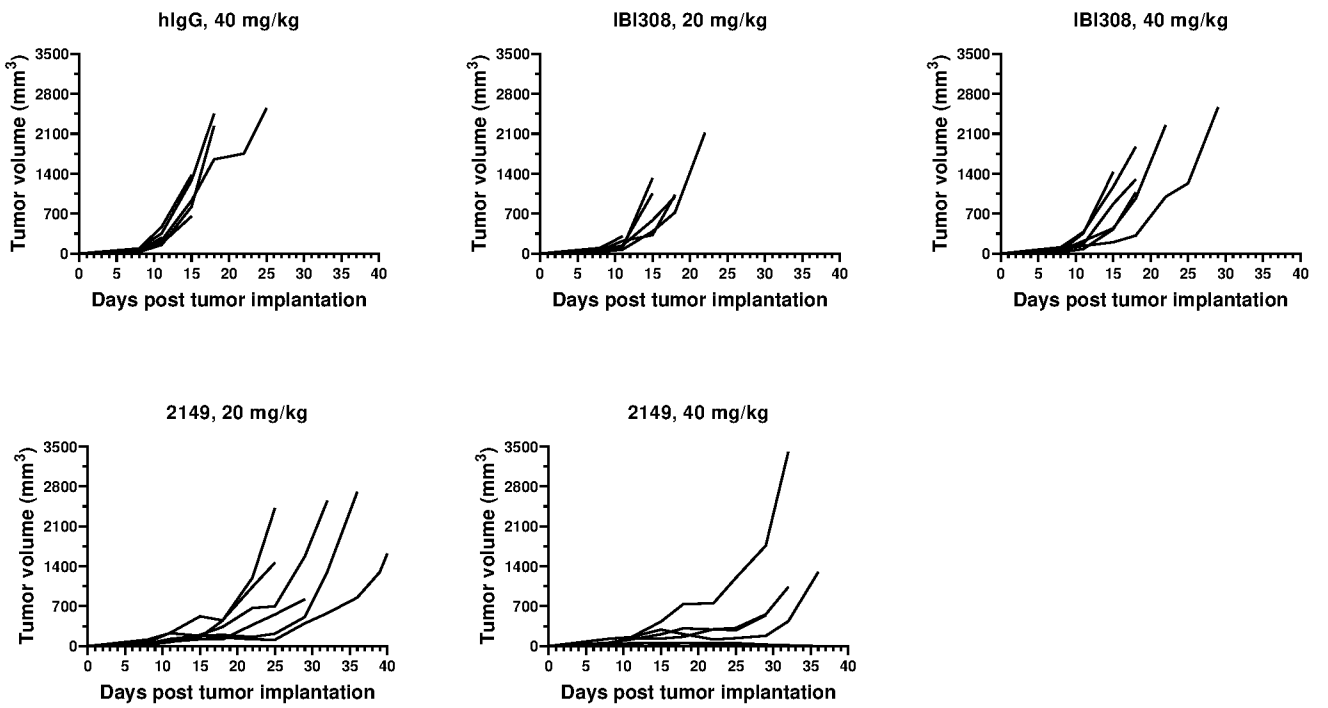 hIgG, 40 mg/kg
Tumor volume (mm3)
3500
2800
2100
1400
700
0
0 5 10 15 20 25 30 35 40
Days post tumor implantation
IBI308, 20 mg/kg
Tumor volume (mm3)
3500
2800
2100
1400
700
0
0 5 10 15 20 25 30 35 40
Days post tumor implantation
IBI308, 40 mg/kg
Tumor volume (mm3)
3500
2800
2100
1400
700
0
0 5 10 15 20 25 30 35 40
Days post tumor implantation
2149, 20 mg/kg
Tumor volume (mm3)
3500
2800
2100
1400
700
0
0 5 10 15 20 25 30 35 40
Days post tumor implantation
2149, 40 mg/kg
Tumor volume (mm3)
3500
2800
2100
1400
700
0
0 5 10 15 20 25 30 35 40
Days post tumor implantation